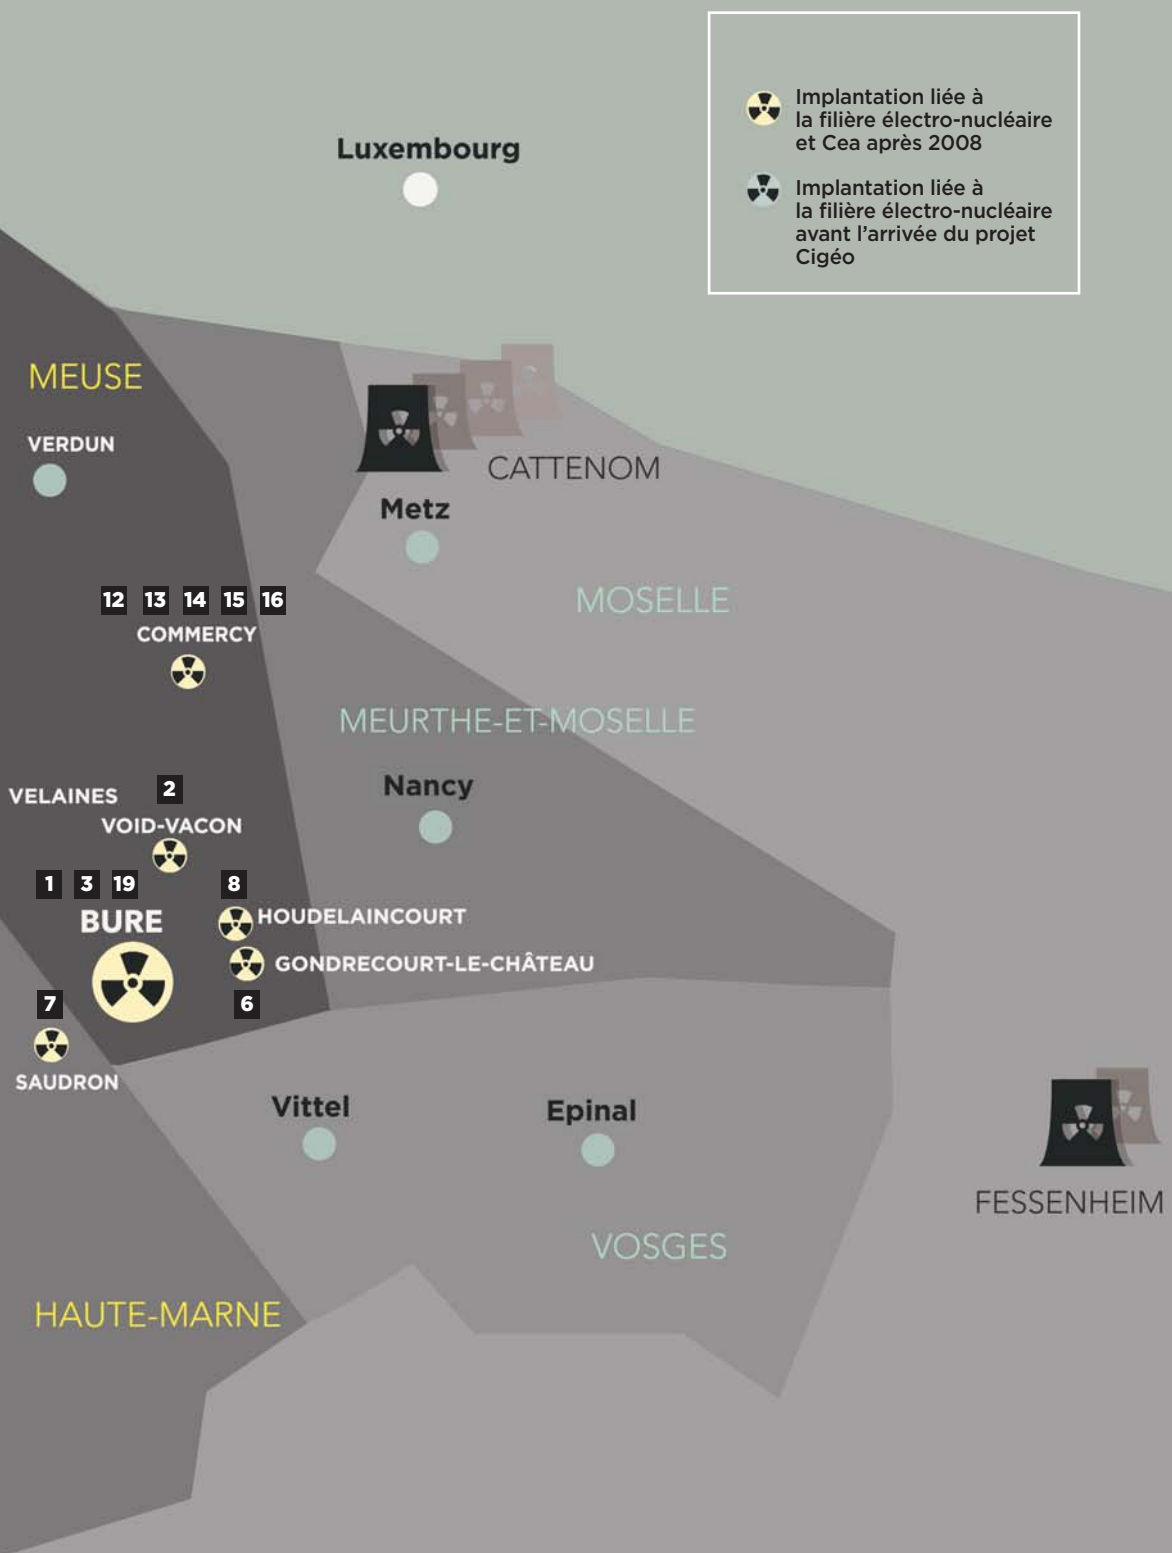 Implantation liée à
la filière électro-nucléaire
et Cea après 2008
Implantation liée à
la filière électro-nucléaire
avant l'arrivée du projet
Cigéo
Luxembourg
MEUSE
VERDUN
CATTENOM
Metz
12 13 14 15 16
COMMERCY
MOSELLE
MEURTHE-ET-MOSELLE
Nancy
2
VELAINES
VOID-VACON
1 3 19
8
BURE
HOUDELAINCOURT
GONDRECOURT-LE-CHÂTEAU
7
6
SAUDRON
Vittel
Epinal
FESSENHEIM
VOSGES
HAUTE-MARNE